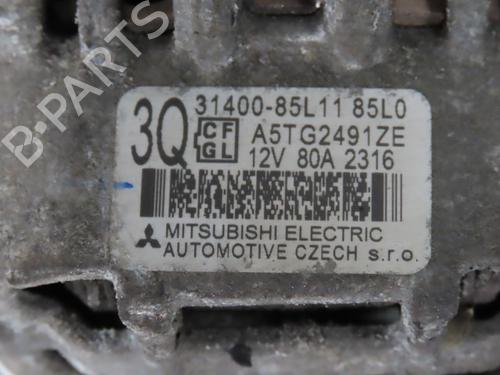 B-PARTS
3Q
31400-85L11 85L0
CF
GL
A5TG2491ZE
12V 80A 2316
MITSUBISHI ELECTRIC
AUTOMOTIVE CZECH s.r.o.